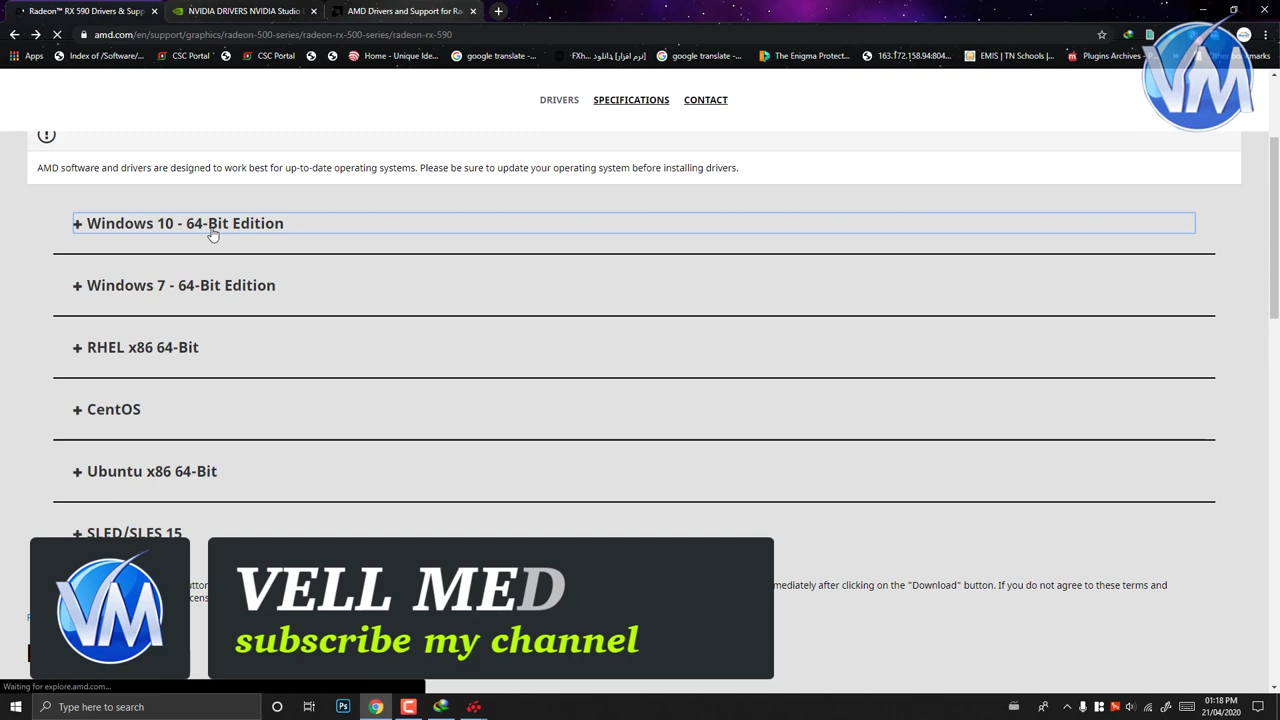 Radeon™ RX 590 Drivers & Supp
NVIDIA DRIVERS NVIDIA Studio
AMD Drivers and Support for Ra
amd.com/en/support/graphics/radeon-500-series/radeon-rx-500-series/radeon-rx-590
Apps
Index of /Software/...
CSC Portal
CSC Portal
Home - Unique Ide...
google translate -...
google translate -...
The Enigma Protect...
163.172.158.94:804...
EMIS | TN Schools |...
Plugins Archives -
bookmarks
VM
DRIVERS
SPECIFICATIONS
CONTACT
AMD software and drivers are designed to work best for up-to-date operating systems. Please be sure to update your operating system before installing drivers.
+ Windows 10 - 64-Bit Edition
+ Windows 7 - 64-Bit Edition
+ RHEL x86 64-Bit
+ CentOS
+ Ubuntu x86 64-Bit
+ SLED/SLES 15
mediately after clicking on the "Download" button. If you do not agree to these terms and
VM
VELL MED
subscribe my channel
Waiting for explore.amd.com...
Type here to search
Ps
01:18 PM
21/04/2020